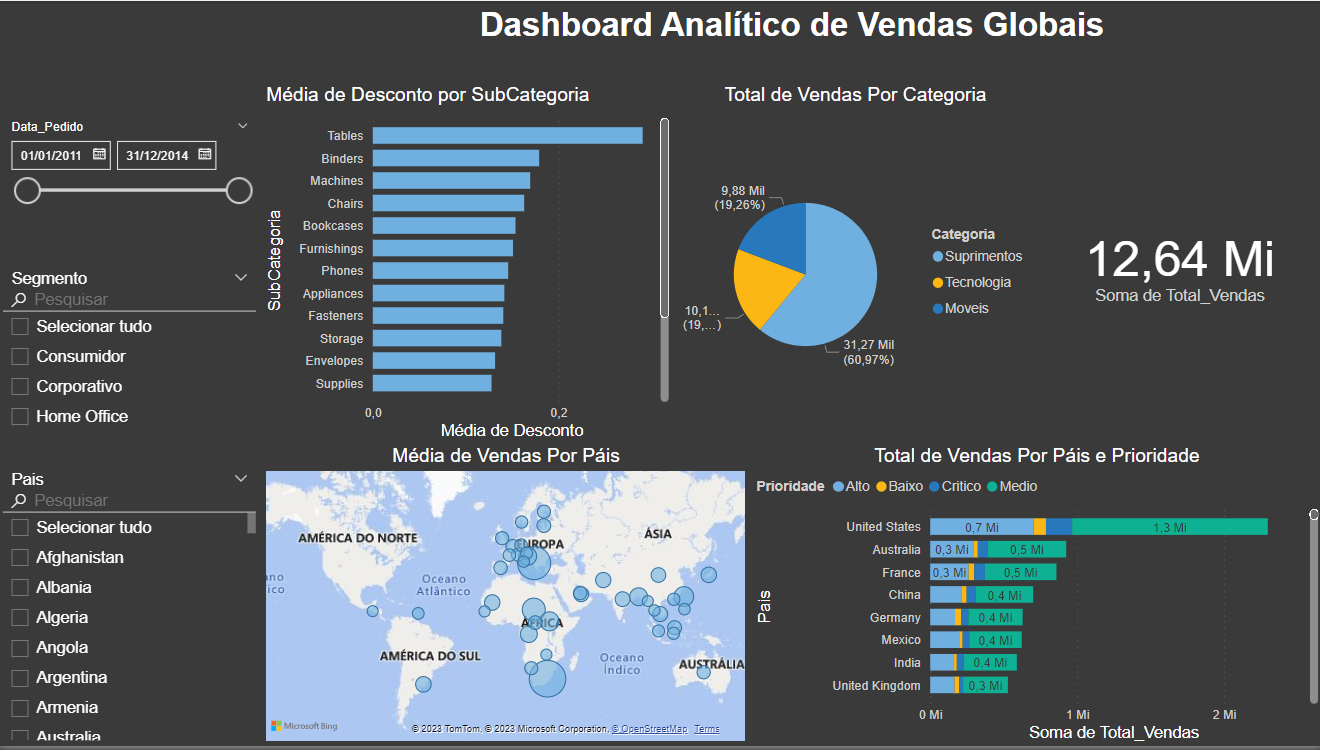 Dashboard Analítico de Vendas Globais
Data_Pedido
01/01/2011
31/12/2014
Segmento
Pesquisar
Selecionar tudo
Consumidor
Corporativo
Home Office
Pais
Pesquisar
Selecionar tudo
Afghanistan
Albania
Algeria
Angola
Argentina
Armenia
Australia
Média de Desconto por SubCategoria
SubCategoria
Tables
Binders
Machines
Chairs
Bookcases
Furnishings
Phones
Appliances
Fasteners
Storage
Envelopes
Supplies
0,0
0,2
Média de Desconto
Total de Vendas Por Categoria
9,88 Mil
(19,26%)
10,1...
(19,...)
31,27 Mil
(60,97%)
Categoria
Suprimentos
Tecnologia
Moveis
12,64 Mi
Soma de Total_Vendas
Média de Vendas Por Páis
AMÉRICA DO NORTE
EUROPA
ÁSIA
ano
ico
Oceano
Atlântico
ÁFRICA
AMÉRICA DO SUL
Oceano
Índico
AUSTRÁLIA
Microsoft Bing
© 2023 TomTom, © 2023 Microsoft Corporation, © OpenStreetMap Terms
Total de Vendas Por Páis e Prioridade
Prioridade Alto Baixo Critico Medio
Pais
United States 0,7 Mi 1,3 Mi
Australia 0,3 Mi 0,5 Mi
France 0,3 Mi 0,5 Mi
China 0,4 Mi
Germany 0,4 Mi
Mexico 0,4 Mi
India 0,4 Mi
United Kingdom 0,3 Mi
0 Mi
1 Mi
2 Mi
Soma de Total_Vendas